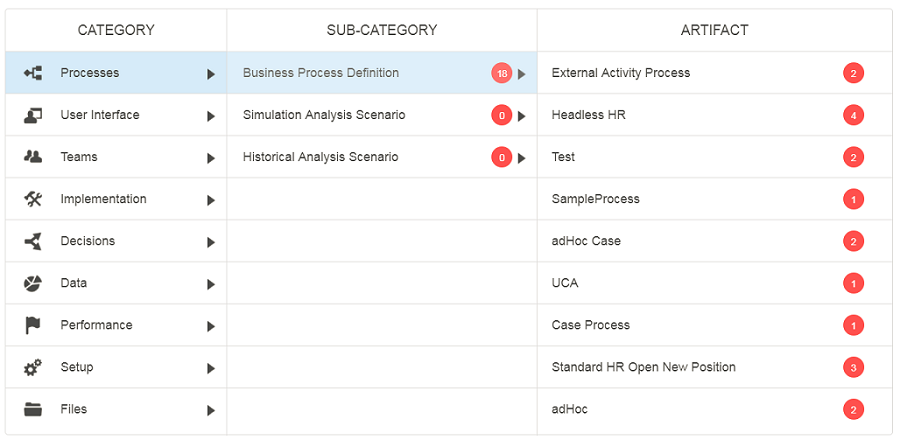 CATEGORY SUB-CATEGORY ARTIFACT
Processes Business Process Definition 18 External Activity Process 2
User Interface Simulation Analysis Scenario 0 Headless HR 4
Teams Historical Analysis Scenario 0 Test 2
Implementation SampleProcess 1
Decisions adHoc Case 2
Data UCA 1
Performance Case Process 1
Setup Standard HR Open New Position 3
Files adHoc 2